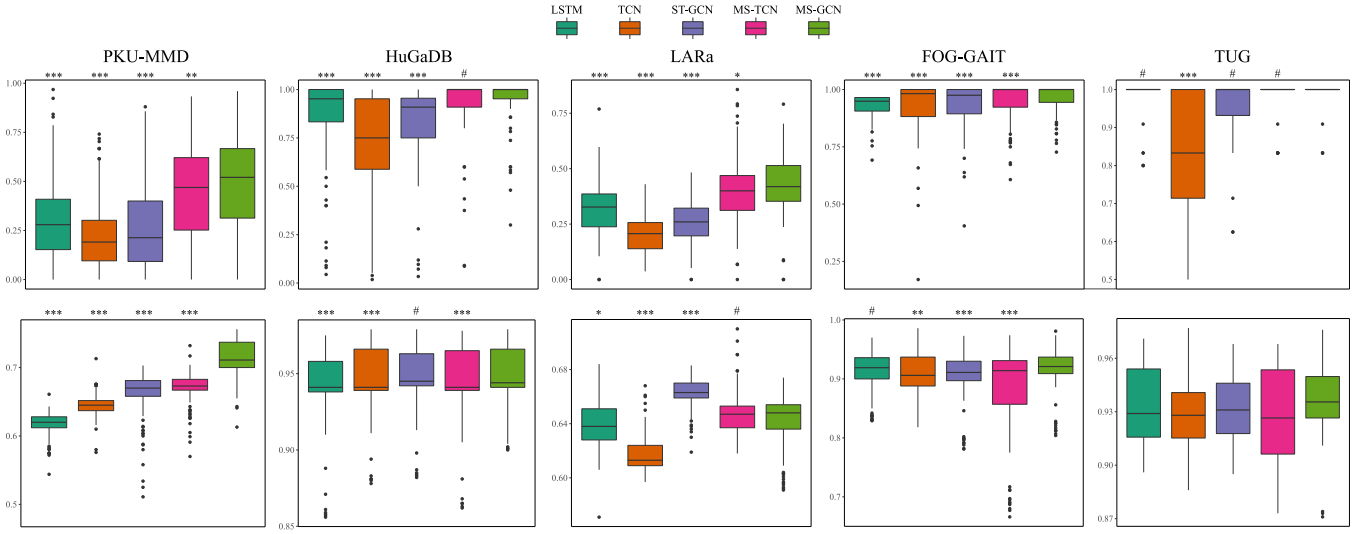 LSTM TCN ST-GCN MS-TCN MS-GCN
PKU-MMD HuGaDB LARa FOG-GAIT TUG
*** *** *** ** *** *** *** # *** *** *** * *** *** *** *** # *** # #
1.00 1.00 0.75 1.00 1.0
0.75 0.75 0.50 0.75 0.9
0.50 0.50 0.25 0.50 0.8
0.25 0.25 0.00 0.25 0.7
0.00 0.00 0.6
0.5
*** *** *** *** *** *** # *** * *** *** # # ** *** ***
0.7 0.95 0.68 1.0 0.96
0.6 0.90 0.64 0.9 0.93
0.5 0.85 0.60 0.8 0.90
0.7 0.87